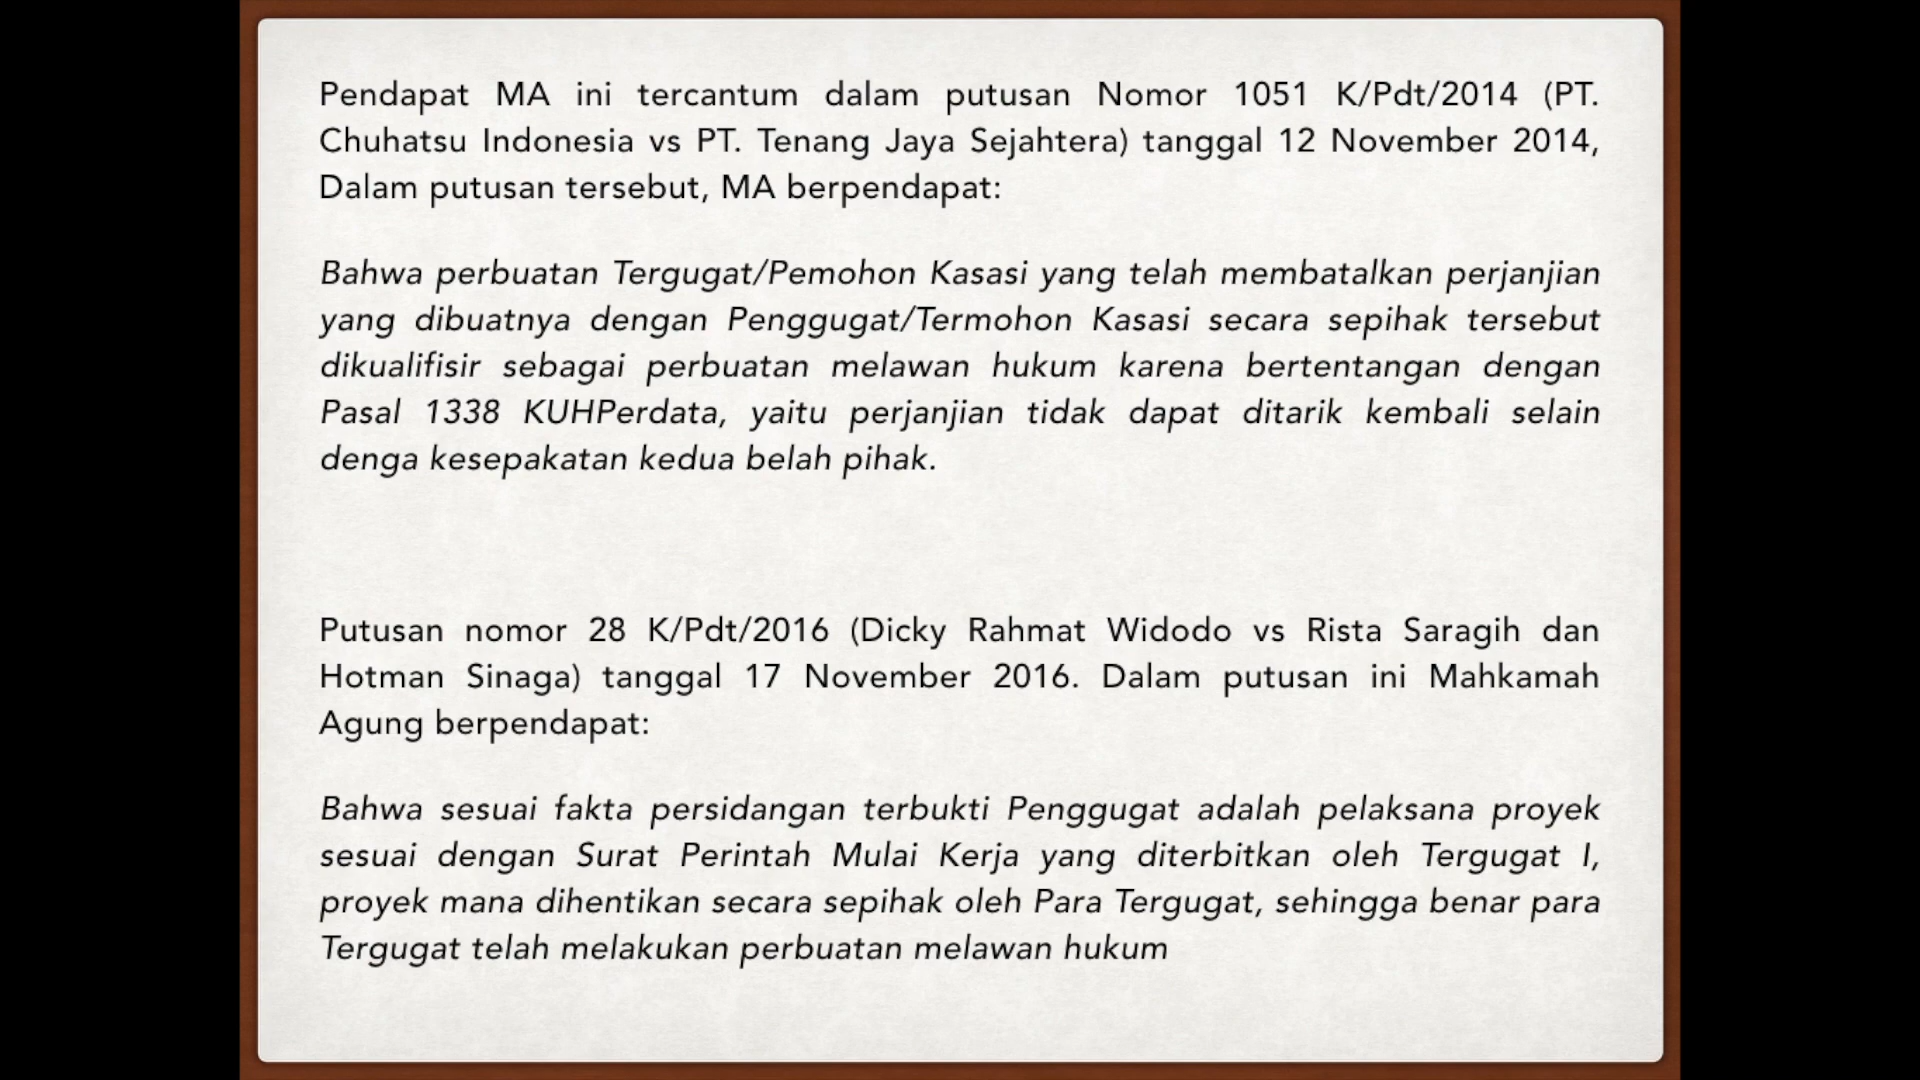 Pendapat MA ini tercantum dalam putusan Nomor 1051 K/Pdt/2014 (PT.
Chuhatsu Indonesia vs PT. Tenang Jaya Sejahtera) tanggal 12 November 2014,
Dalam putusan tersebut, MA berpendapat:
Bahwa perbuatan Tergugat/Pemohon Kasasi yang telah membatalkan perjanjian
yang dibuatnya dengan Penggugat/Termohon Kasasi secara sepihak tersebut
dikualifisir sebagai perbuatan melawan hukum karena bertentangan dengan
Pasal 1338 KUHPerdata, yaitu perjanjian tidak dapat ditarik kembali selain
denga kesepakatan kedua belah pihak.
Putusan nomor 28 K/Pdt/2016 (Dicky Rahmat Widodo vs Rista Saragih dan
Hotman Sinaga) tanggal 17 November 2016. Dalam putusan ini Mahkamah
Agung berpendapat:
Bahwa sesuai fakta persidangan terbukti Penggugat adalah pelaksana proyek
sesuai dengan Surat Perintah Mulai Kerja yang diterbitkan oleh Tergugat I,
proyek mana dihentikan secara sepihak oleh Para Tergugat, sehingga benar para
Tergugat telah melakukan perbuatan melawan hukum